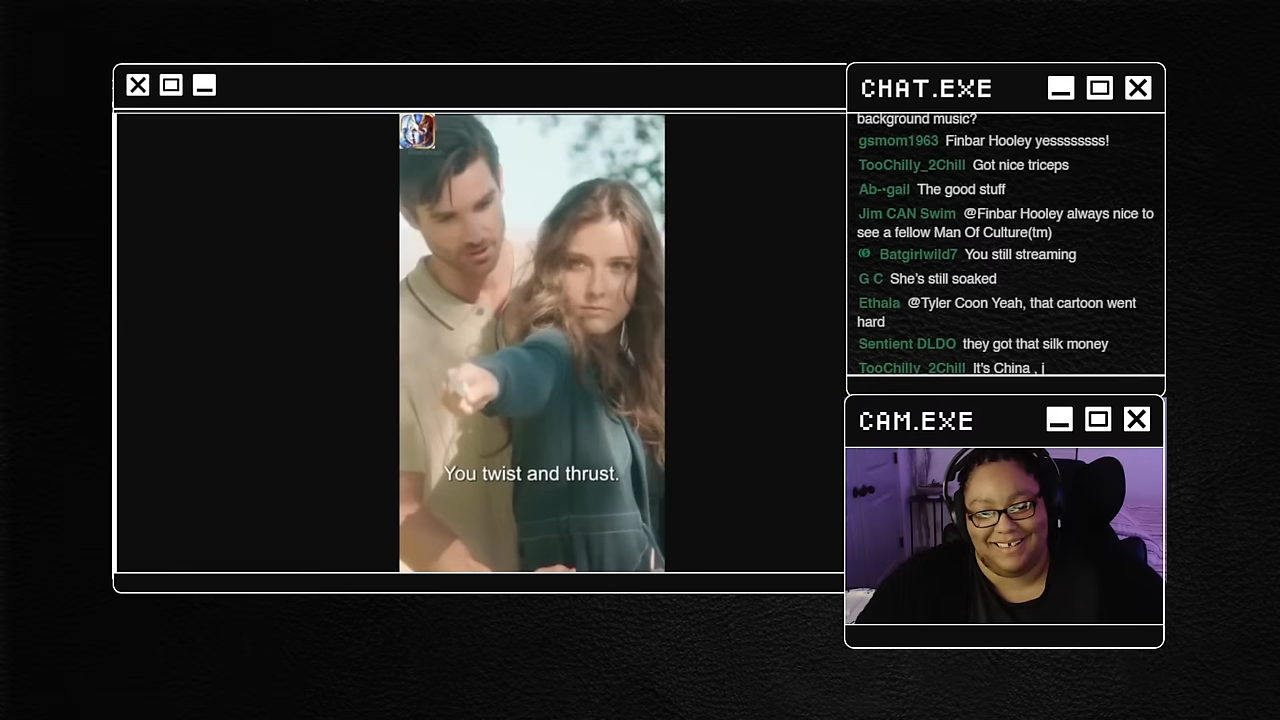 CHAT.EXE
background music?
gsmom1963 Finbar Hooley yessssssss!
TooChilly_2Chill Got nice triceps
Ab-·gail The good stuff
Jim CAN Swim @Finbar Hooley always nice to
see a fellow Man Of Culture(tm)
Batgirlwild7 You still streaming
G C She's still soaked
Ethala @Tyler Coon Yeah, that cartoon went
hard
Sentient DLDO they got that silk money
TooChilly_2Chill It's China , j
CAM.EXE
You twist and thrust.